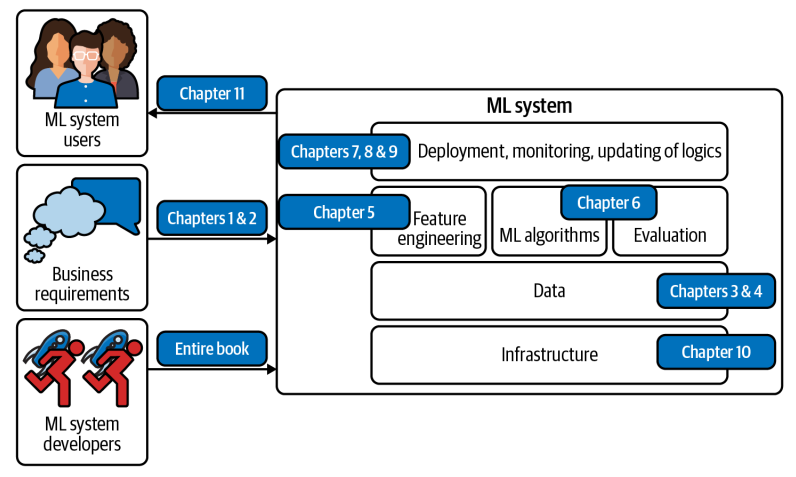 ML system
users
Chapter 11
Business
requirements
Chapters 1 & 2
ML system
developers
Entire book
ML system
Chapters 7, 8 & 9
Deployment, monitoring, updating of logics
Chapter 5
Feature
engineering
Chapter 6
ML algorithms
Evaluation
Data
Chapters 3 & 4
Infrastructure
Chapter 10